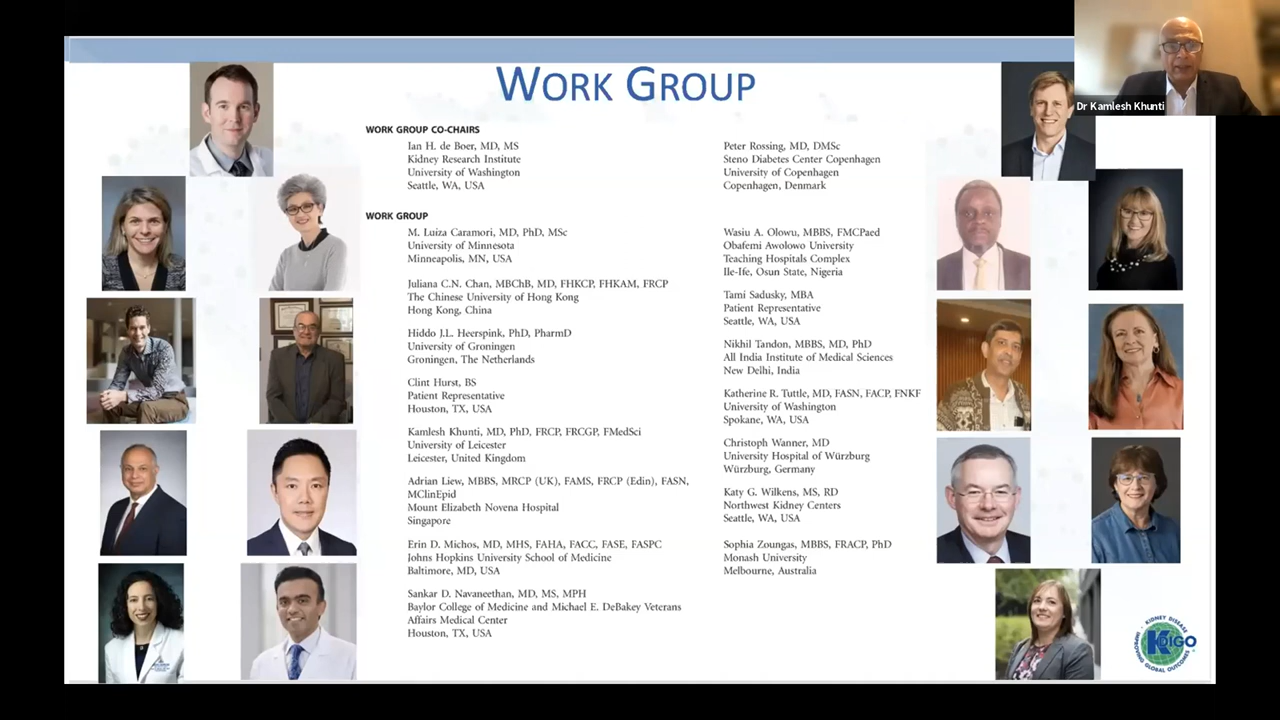 WORK GROUP
Dr Kamlesh Khunti
WORK GROUP CO-CHAIRS
Ian H. de Boer, MD, MS
Kidney Research Institute
University of Washington
Seattle, WA, USA
Peter Rossing, MD, DMSc
Steno Diabetes Center Copenhagen
University of Copenhagen
Copenhagen, Denmark
WORK GROUP
M. Luiza Caramori, MD, PhD, MSc
University of Minnesota
Minneapolis, MN, USA
Juliana C.N. Chan, MBChB, MD, FHKCP, FHKAM, FRCP
The Chinese University of Hong Kong
Hong Kong, China
Hiddo J.L. Heerspink, PhD, PharmD
University of Groningen
Groningen, The Netherlands
Clint Hurst, BS
Patient Representative
Houston, TX, USA
Kamlesh Khunti, MD, PhD, FRCP, FRCGP, FMedSci
University of Leicester
Leicester, United Kingdom
Adrian Liew, MBBS, MRCP (UK), FAMS, FRCP (Edin), FASN,
MClinEpid
Mount Elizabeth Novena Hospital
Singapore
Erin D. Michos, MD, MHS, FAHA, FACC, FASE, FASPC
Johns Hopkins University School of Medicine
Baltimore, MD, USA
Sankar D. Navaneethan, MD, MS, MPH
Baylor College of Medicine and Michael E. DeBakey Veterans
Affairs Medical Center
Houston, TX, USA
Wasiu A. Olowu, MBBS, FMCPaed
Obafemi Awolowo University
Teaching Hospitals Complex
Ile-Ife, Osun State, Nigeria
Tami Sadusky, MBA
Patient Representative
Seattle, WA, USA
Nikhil Tandon, MBBS, MD, PhD
All India Institute of Medical Sciences
New Delhi, India
Katherine R. Tuttle, MD, FASN, FACP, FNKF
University of Washington
Spokane, WA, USA
Christoph Wanner, MD
University Hospital of Würzburg
Würzburg, Germany
Katy G. Wilkens, MS, RD
Northwest Kidney Centers
Seattle, WA, USA
Sophia Zoungas, MBBS, FRACP, PhD
Monash University
Melbourne, Australia
KIDNEY DISEASE
KDIGO
IMPROVING GLOBAL OUTCOMES